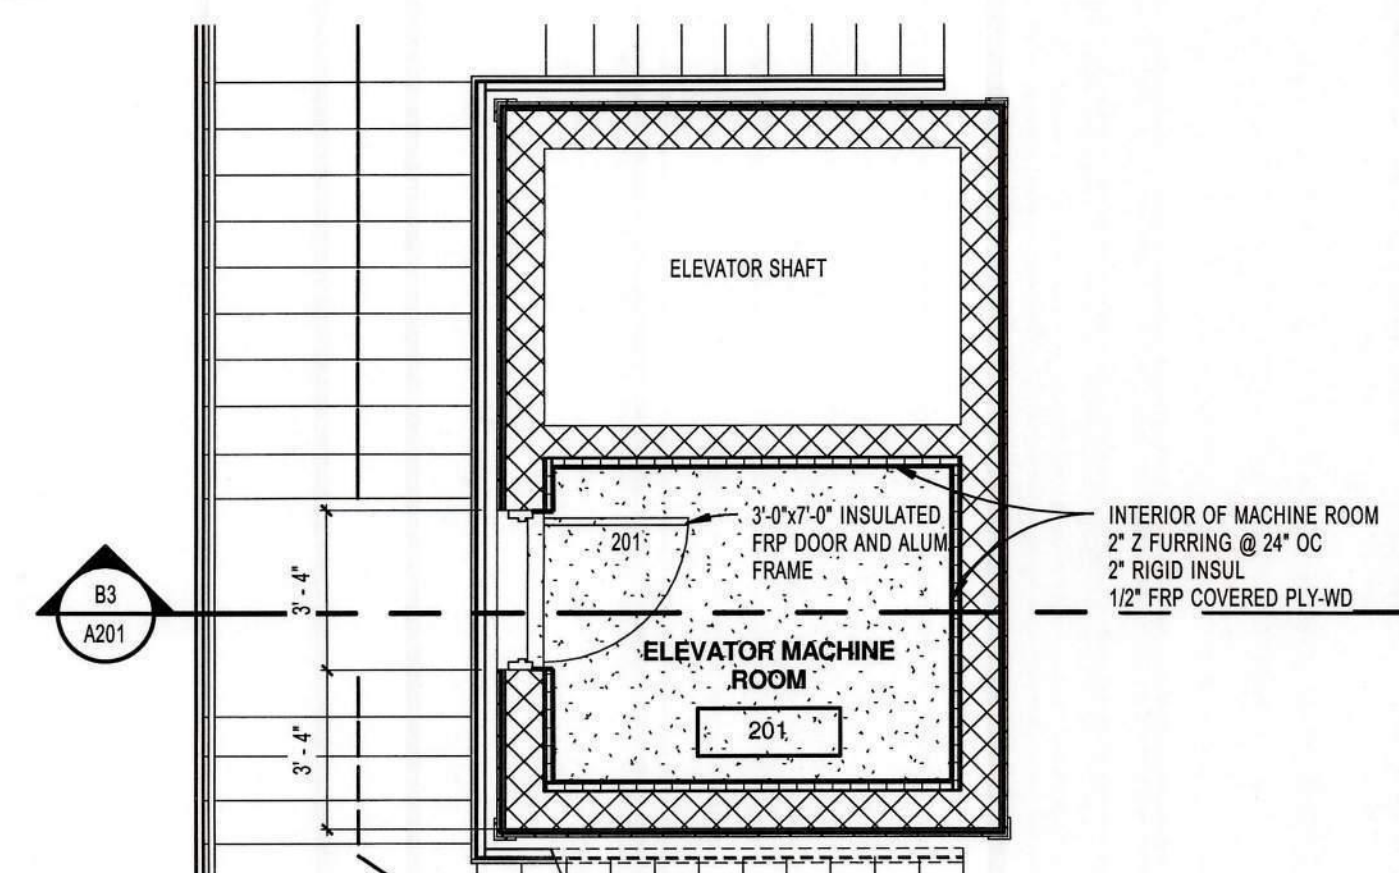 ELEVATOR SHAFT
3'-0"x7'-0" INSULATED
FRP DOOR AND ALUM
FRAME
201
INTERIOR OF MACHINE ROOM
2" Z FURRING @ 24" OC
2" RIGID INSUL
1/2" FRP COVERED PLY-WD
B3
A201
3' - 4"
ELEVATOR MACHINE
ROOM
201
3' - 4"